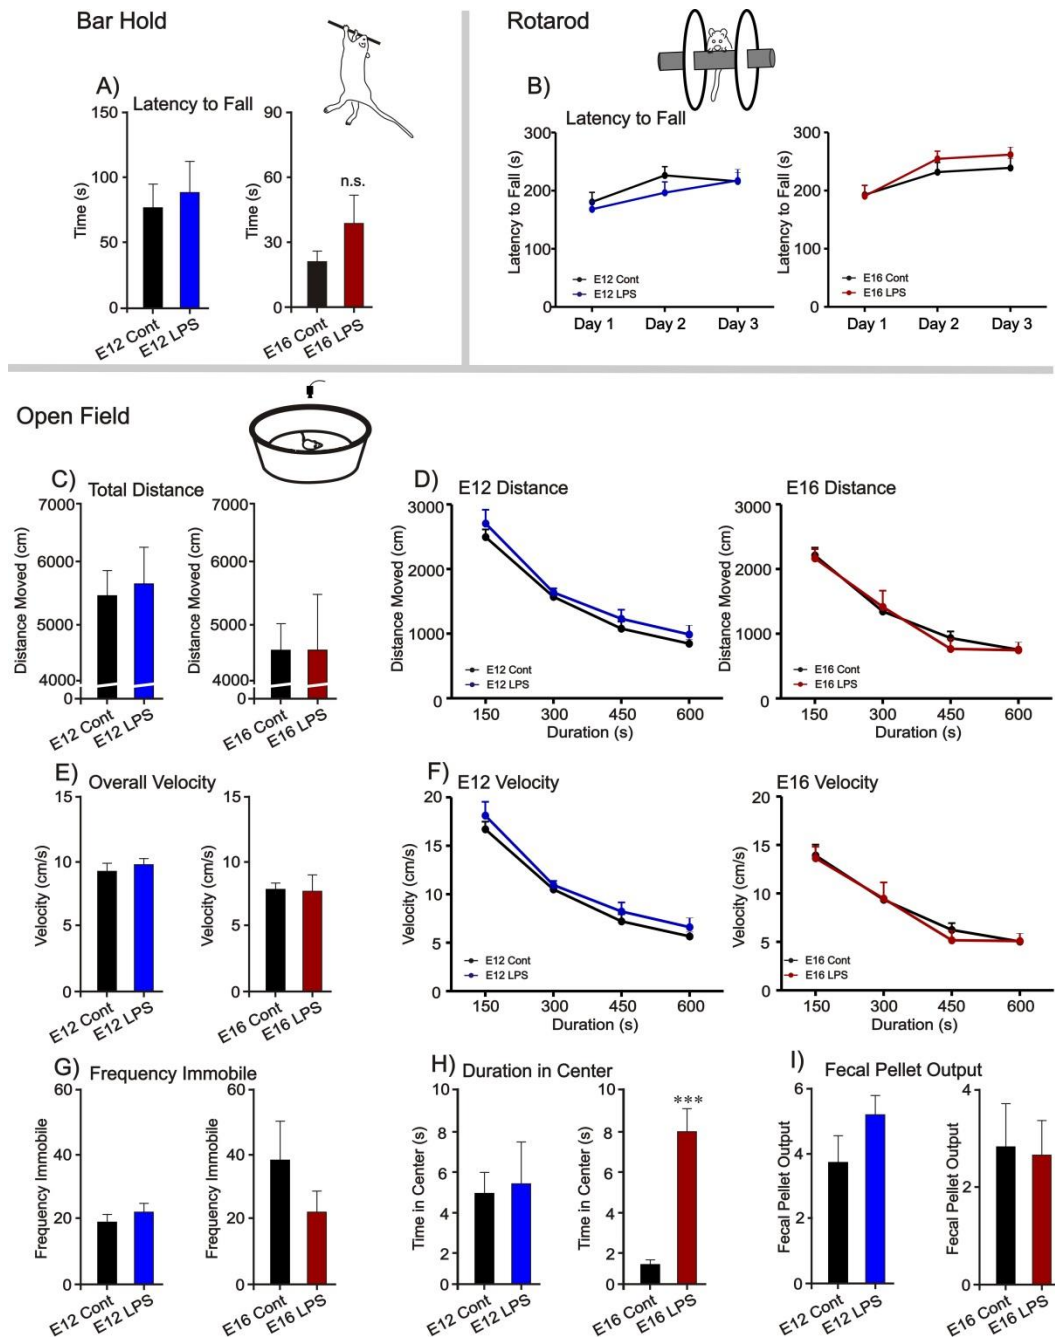 Bar Hold
Rotarod
A)
Latency to Fall
150
100
50
0
Time (s)
E12 Cont
E12 LPS
90
60
30
0
Time (s)
n.s.
E16 Cont
E16 LPS
B)
Latency to Fall
300
200
100
0
Latency to Fall (s)
E12 Cont
E12 LPS
Day 1 Day 2 Day 3
300
200
100
0
Latency to Fall (s)
E16 Cont
E16 LPS
Day 1 Day 2 Day 3
Open Field
C)
Total Distance
7000
6000
5000
4000
0
Distance Moved (cm)
E12 Cont
E12 LPS
7000
6000
5000
4000
0
Distance Moved (cm)
E16 Cont
E16 LPS
D)
E12 Distance
3000
2000
1000
0
Distance Moved (cm)
E12 Cont
E12 LPS
150 300 450 600
Duration (s)
E16 Distance
3000
2000
1000
0
Distance Moved (cm)
E16 Cont
E16 LPS
150 300 450 600
Duration (s)
E)
Overall Velocity
15
10
5
0
Velocity (cm/s)
E12 Cont
E12 LPS
15
10
5
0
Velocity (cm/s)
E16 Cont
E16 LPS
F)
E12 Velocity
20
15
10
5
0
Velocity (cm/s)
E12 Cont
E12 LPS
150 300 450 600
Duration (s)
E16 Velocity
20
15
10
5
0
Velocity (cm/s)
E16 Cont
E16 LPS
150 300 450 600
Duration (s)
G)
Frequency Immobile
60
40
20
0
Frequency Immobile
E12 Cont
E12 LPS
60
40
20
0
Frequency Immobile
E16 Cont
E16 LPS
H)
Duration in Center
10
8
6
4
2
0
Time in Center (s)
E12 Cont
E12 LPS
10
8
6
4
2
0
Time in Center (s)
***
E16 Cont
E16 LPS
I)
Fecal Pellet Output
6
4
2
0
Fecal Pellet Output
E12 Cont
E12 LPS
4
2
0
Fecal Pellet Output
E16 Cont
E16 LPS